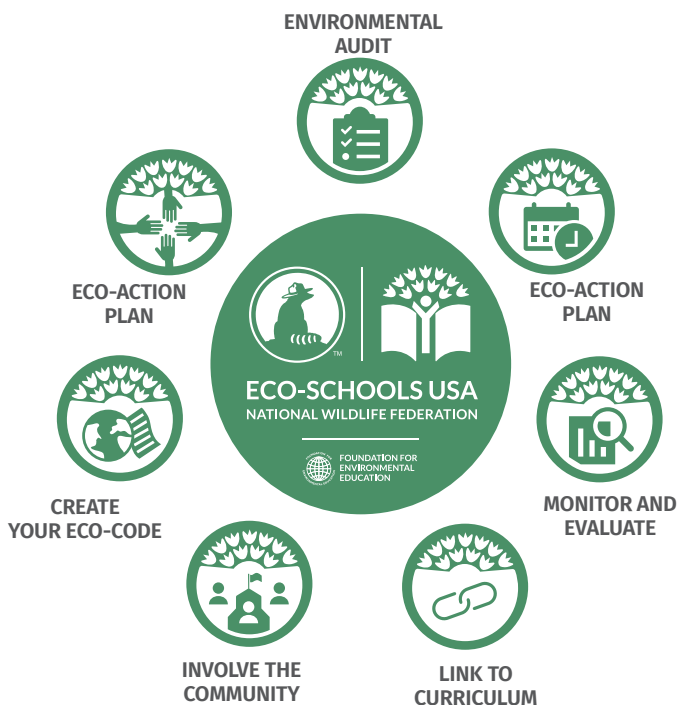 ENVIRONMENTAL
AUDIT
ECO-ACTION
PLAN
ECO-ACTION
PLAN
TM
ECO-SCHOOLS USA
NATIONAL WILDLIFE FEDERATION
FOUNDATION FOR
ENVIRONMENTAL
EDUCATION
CREATE
YOUR ECO-CODE
MONITOR AND
EVALUATE
INVOLVE THE
COMMUNITY
LINK TO
CURRICULUM